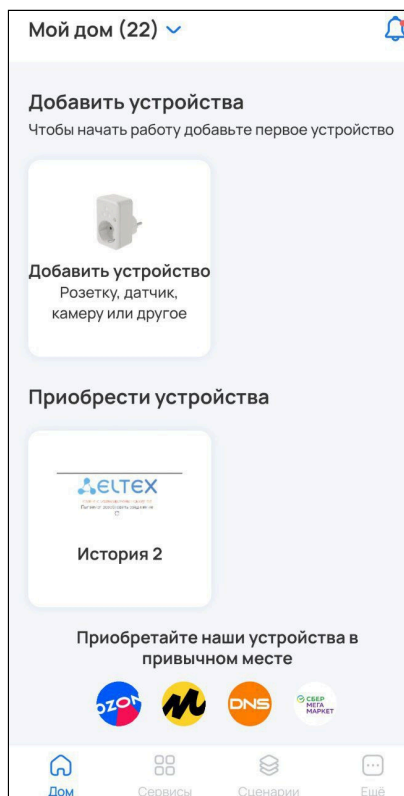 Мой дом (22)
Добавить устройства
Чтобы начать работу добавьте первое устройство
Добавить устройство
Розетку, датчик,
камеру или другое
Приобрести устройства
ELTEX
История 2
Приобретайте наши устройства в
привычном месте
OZON
DNS
СБЕР
МЕГА
МАРКЕТ
Дом
Сервисы
Сценарии
Ещё